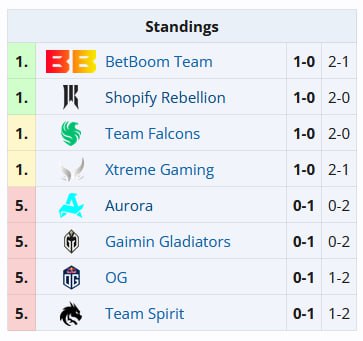 Standings
1. BB BetBoom Team 1-0 2-1
1. Shopify Rebellion 1-0 2-0
1. Team Falcons 1-0 2-0
1. Xtreme Gaming 1-0 2-1
5. Aurora 0-1 0-2
5. Gaimin Gladiators 0-1 0-2
5. OG OG 0-1 1-2
5. Team Spirit 0-1 1-2